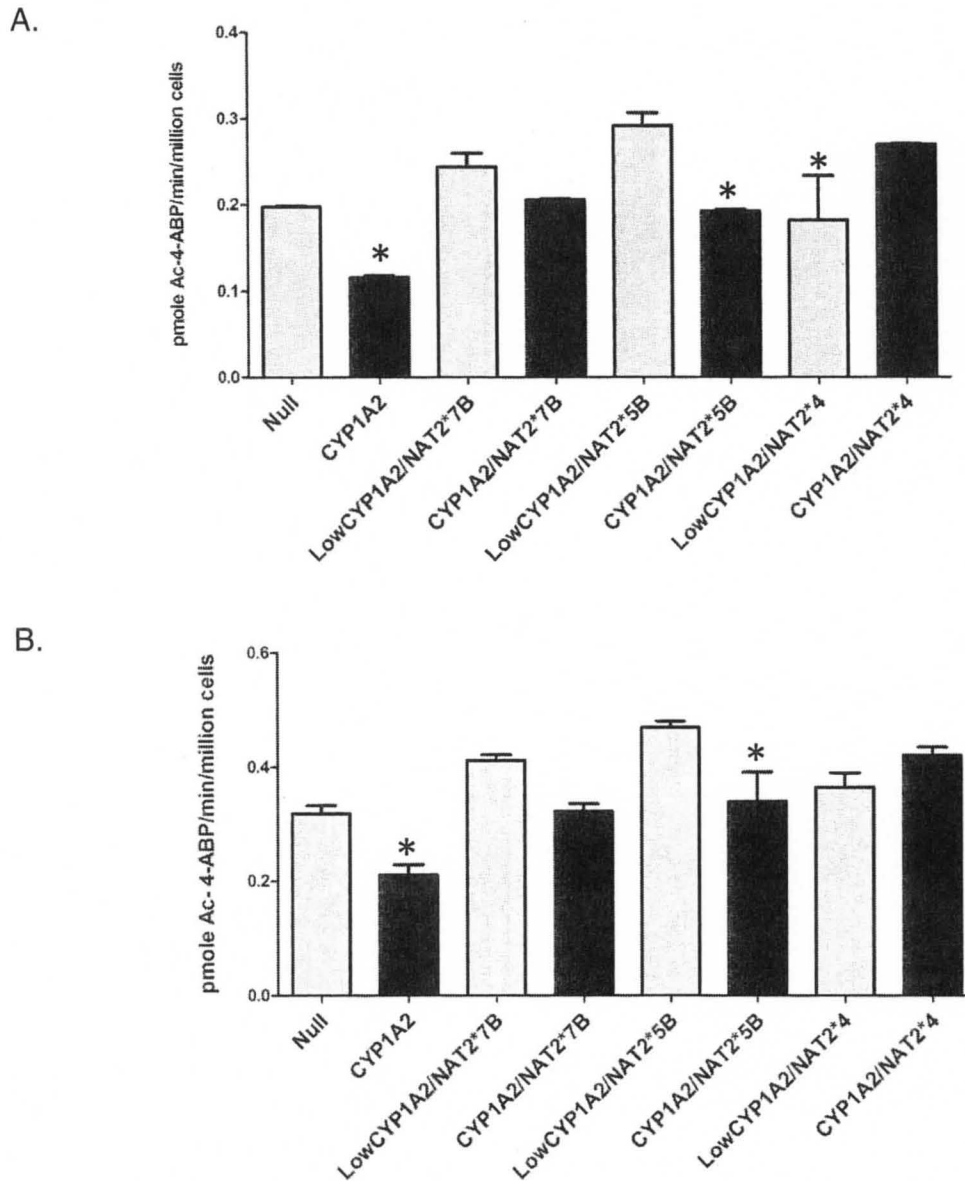 A.
pmole Ac-4-ABP/min/million cells
0.4
0.3
0.2
0.1
0.0
*
*
*
Null
CYP1A2
LowCYP1A2/NAT2*7B
CYP1A2/NAT2*7B
LowCYP1A2/NAT2*5B
CYP1A2/NAT2*5B
LowCYP1A2/NAT2*4
CYP1A2/NAT2*4
B.
pmole Ac-4-ABP/min/million cells
0.6
0.4
0.2
0.0
*
*
Null
CYP1A2
LowCYP1A2/NAT2*7B
CYP1A2/NAT2*7B
LowCYP1A2/NAT2*5B
CYP1A2/NAT2*5B
LowCYP1A2/NAT2*4
CYP1A2/NAT2*4